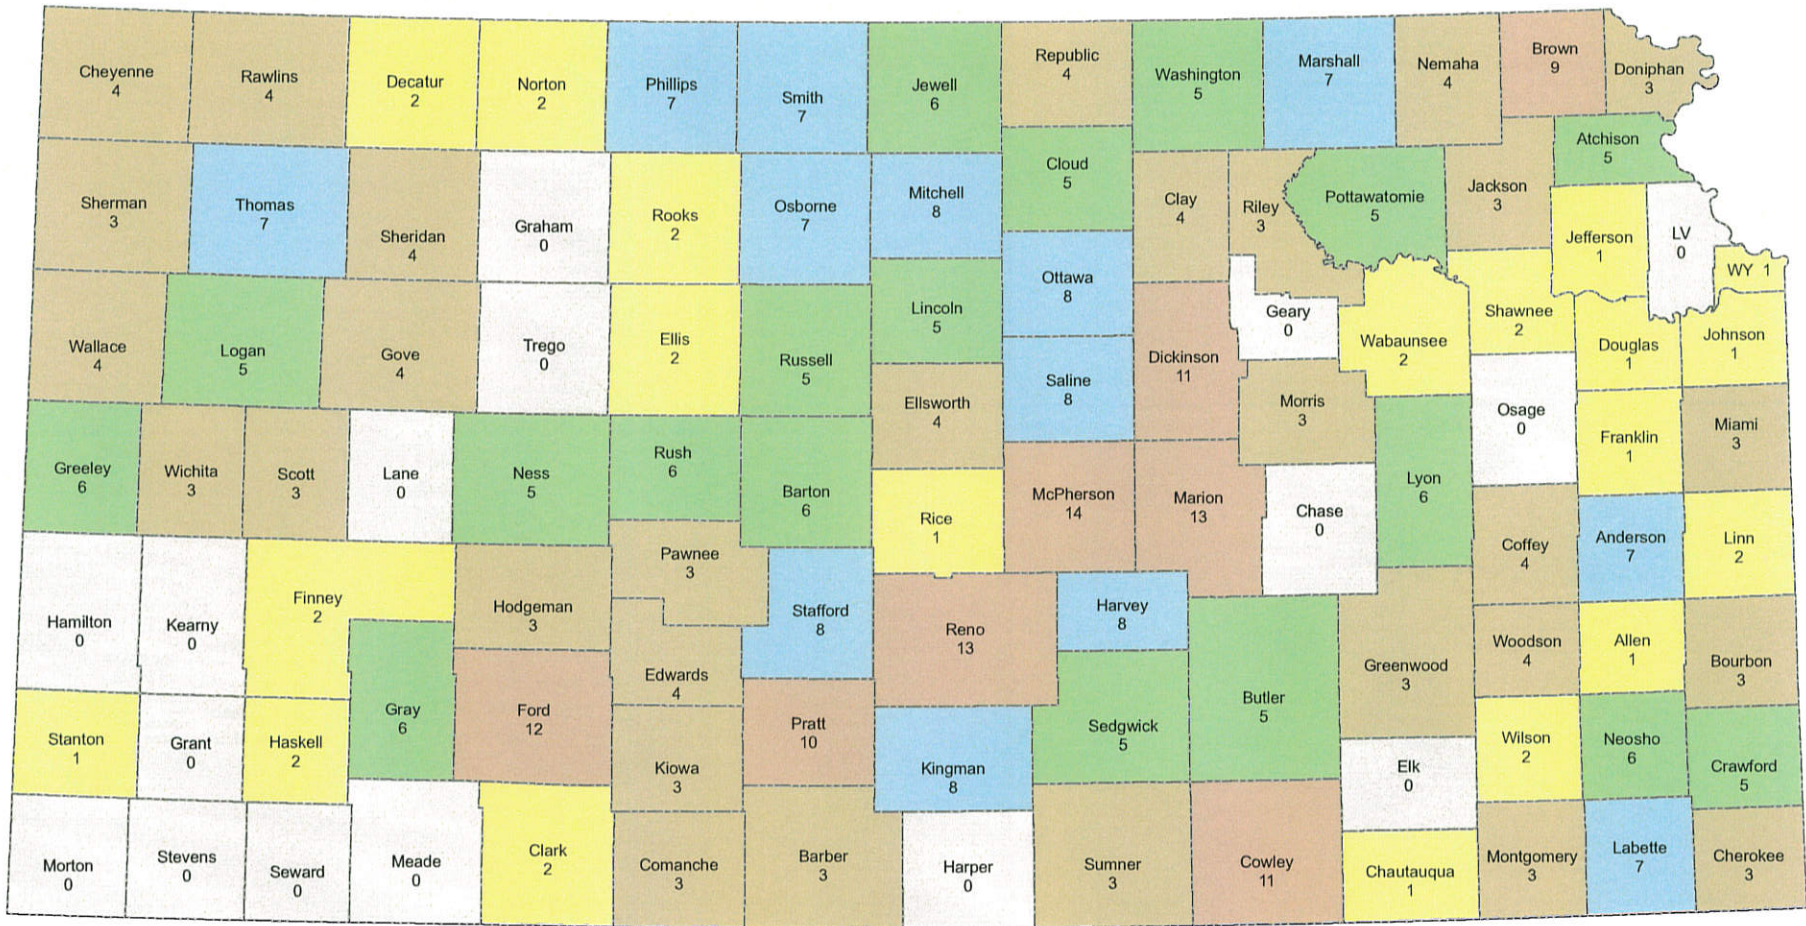 Cheyenne
4
Rawlins
4
Decatur
2
Norton
2
Phillips
7
Smith
7
Jewell
6
Republic
4
Washington
5
Marshall
7
Nemaha
4
Brown
9
Doniphan
3
Atchison
5
Sherman
3
Thomas
7
Sheridan
4
Graham
0
Rooks
2
Osborne
7
Mitchell
8
Cloud
5
Clay
4
Riley
3
Pottawatomie
5
Jackson
3
Jefferson
1
LV
0
WY 1
Wallace
4
Logan
5
Gove
4
Trego
0
Ellis
2
Russell
5
Lincoln
5
Ottawa
8
Saline
8
Dickinson
11
Geary
0
Wabaunsee
2
Shawnee
2
Douglas
1
Johnson
1
Ellsworth
4
Morris
3
Osage
0
Franklin
1
Miami
3
Greeley
6
Wichita
3
Scott
3
Lane
0
Ness
5
Rush
6
Barton
6
Rice
1
McPherson
14
Marion
13
Chase
0
Lyon
6
Coffey
4
Anderson
7
Linn
2
Hamilton
0
Kearny
0
Finney
2
Hodgeman
3
Pawnee
3
Stafford
8
Reno
13
Harvey
8
Edwards
4
Gray
6
Ford
12
Butler
5
Greenwood
3
Woodson
4
Allen
1
Bourbon
3
Stanton
1
Grant
0
Haskell
2
Kiowa
3
Pratt
10
Kingman
8
Sedgwick
5
Elk
0
Wilson
2
Neosho
6
Crawford
5
Morton
0
Stevens
0
Seward
0
Meade
0
Clark
2
Comanche
3
Barber
3
Harper
0
Sumner
3
Cowley
11
Chautauqua
1
Montgomery
3
Labette
7
Cherokee
3